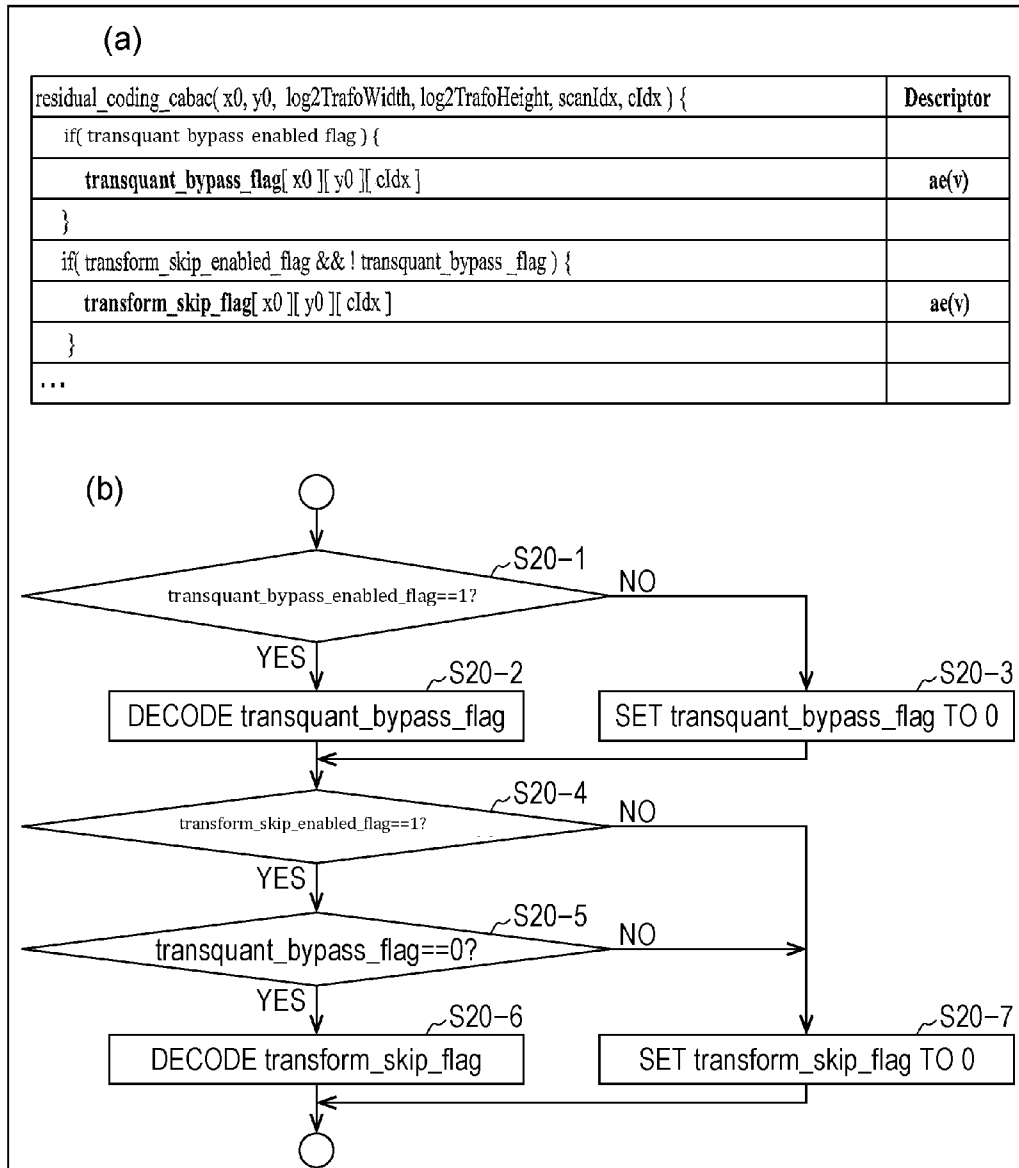 (a)
residual_coding_cabac( x0, y0, log2TrafoWidth, log2TrafoHeight, scanIdx, cIdx ) { Descriptor
if( transquant bypass enabled flag ) {
transquant_bypass_flag[ x0 ][ y0 ][ cIdx ] ae(v)
}
if( transform_skip_enabled_flag && ! transquant_bypass _flag ) {
transform_skip_flag[ x0 ][ y0 ][ cIdx ] ae(v)
}
...
(b)
S20-1
transquant_bypass_enabled_flag==1?
NO
YES
S20-2
S20-3
DECODE transquant_bypass_flag
SET transquant_bypass_flag TO 0
S20-4
transform_skip_enabled_flag==1?
NO
YES
S20-5
transquant_bypass_flag==0?
NO
YES
S20-6
S20-7
DECODE transform_skip_flag
SET transform_skip_flag TO 0